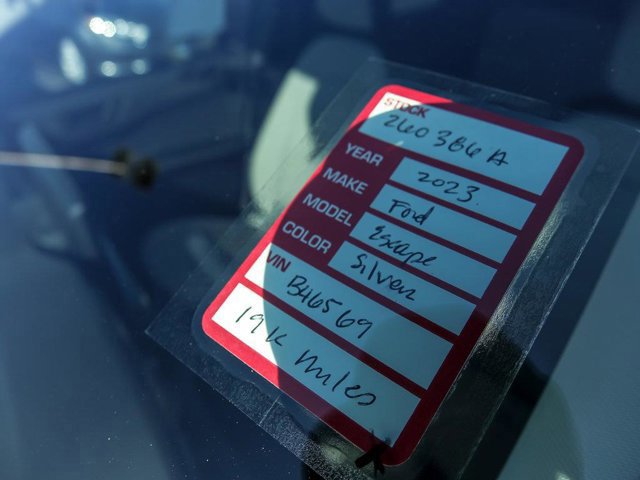 STOCK
260386A
YEAR 2023.
MAKE Ford
MODEL Escape
COLOR Silver
VIN
B46569
19K Miles